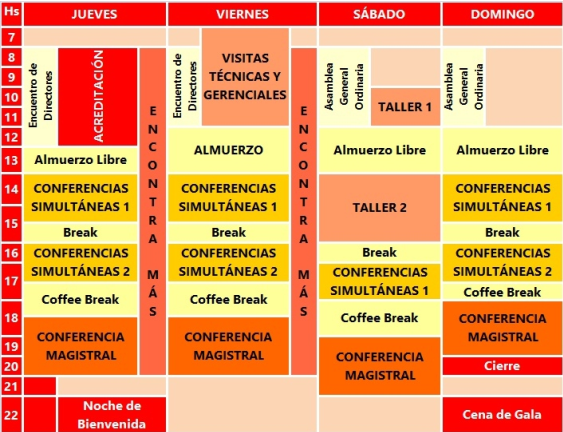 Hs JUEVES VIERNES SÁBADO DOMINGO
7
8
9
10
11
12
13
14
15
16
17
18
19
20
21
22
Encuentro de
Directores
ACREDITACIÓN
Almuerzo Libre
CONFERENCIAS
SIMULTÁNEAS 1
Break
CONFERENCIAS
SIMULTÁNEAS 2
Coffee Break
CONFERENCIA
MAGISTRAL
Noche de
Bienvenida
ENCONTRA MÁS
Encuentro de
Directores
VISITAS
TÉCNICAS Y
GERENCIALES
ALMUERZO
CONFERENCIAS
SIMULTÁNEAS 1
Break
CONFERENCIAS
SIMULTÁNEAS 2
Coffee Break
CONFERENCIA
MAGISTRAL
ENCONTRA MÁS
Asamblea
General
Ordinaria
TALLER 1
Almuerzo Libre
TALLER 2
Break
CONFERENCIAS
SIMULTÁNEAS 1
Coffee Break
CONFERENCIA
MAGISTRAL
Asamblea
General
Ordinaria
Almuerzo Libre
CONFERENCIAS
SIMULTÁNEAS 1
Break
CONFERENCIAS
SIMULTÁNEAS 2
Coffee Break
CONFERENCIA
MAGISTRAL
Cierre
Cena de Gala